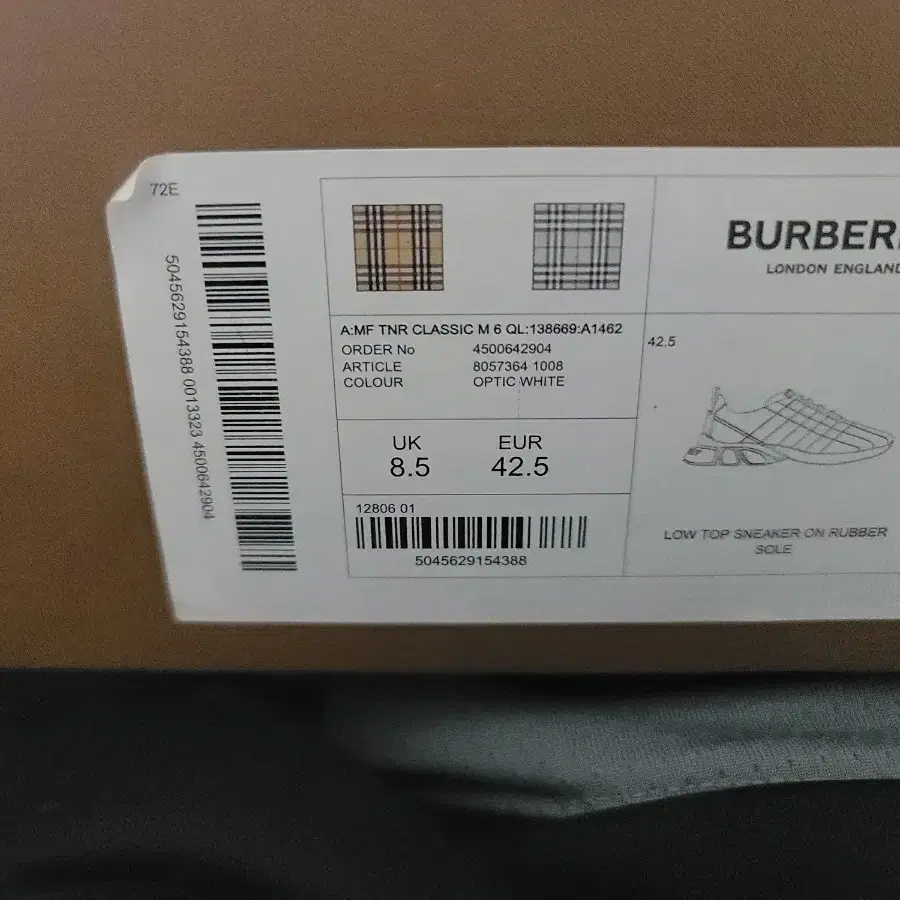 72E
5045629154388 0013323 4500642904
BURBER
LONDON ENGLAND
A:MF TNR CLASSIC M 6 QL:138669:A1462
ORDER No 4500642904
ARTICLE 8057364 1008
COLOUR OPTIC WHITE
42.5
UK EUR
8.5 42.5
12806 01
5045629154388
LOW TOP SNEAKER ON RUBBER
SOLE